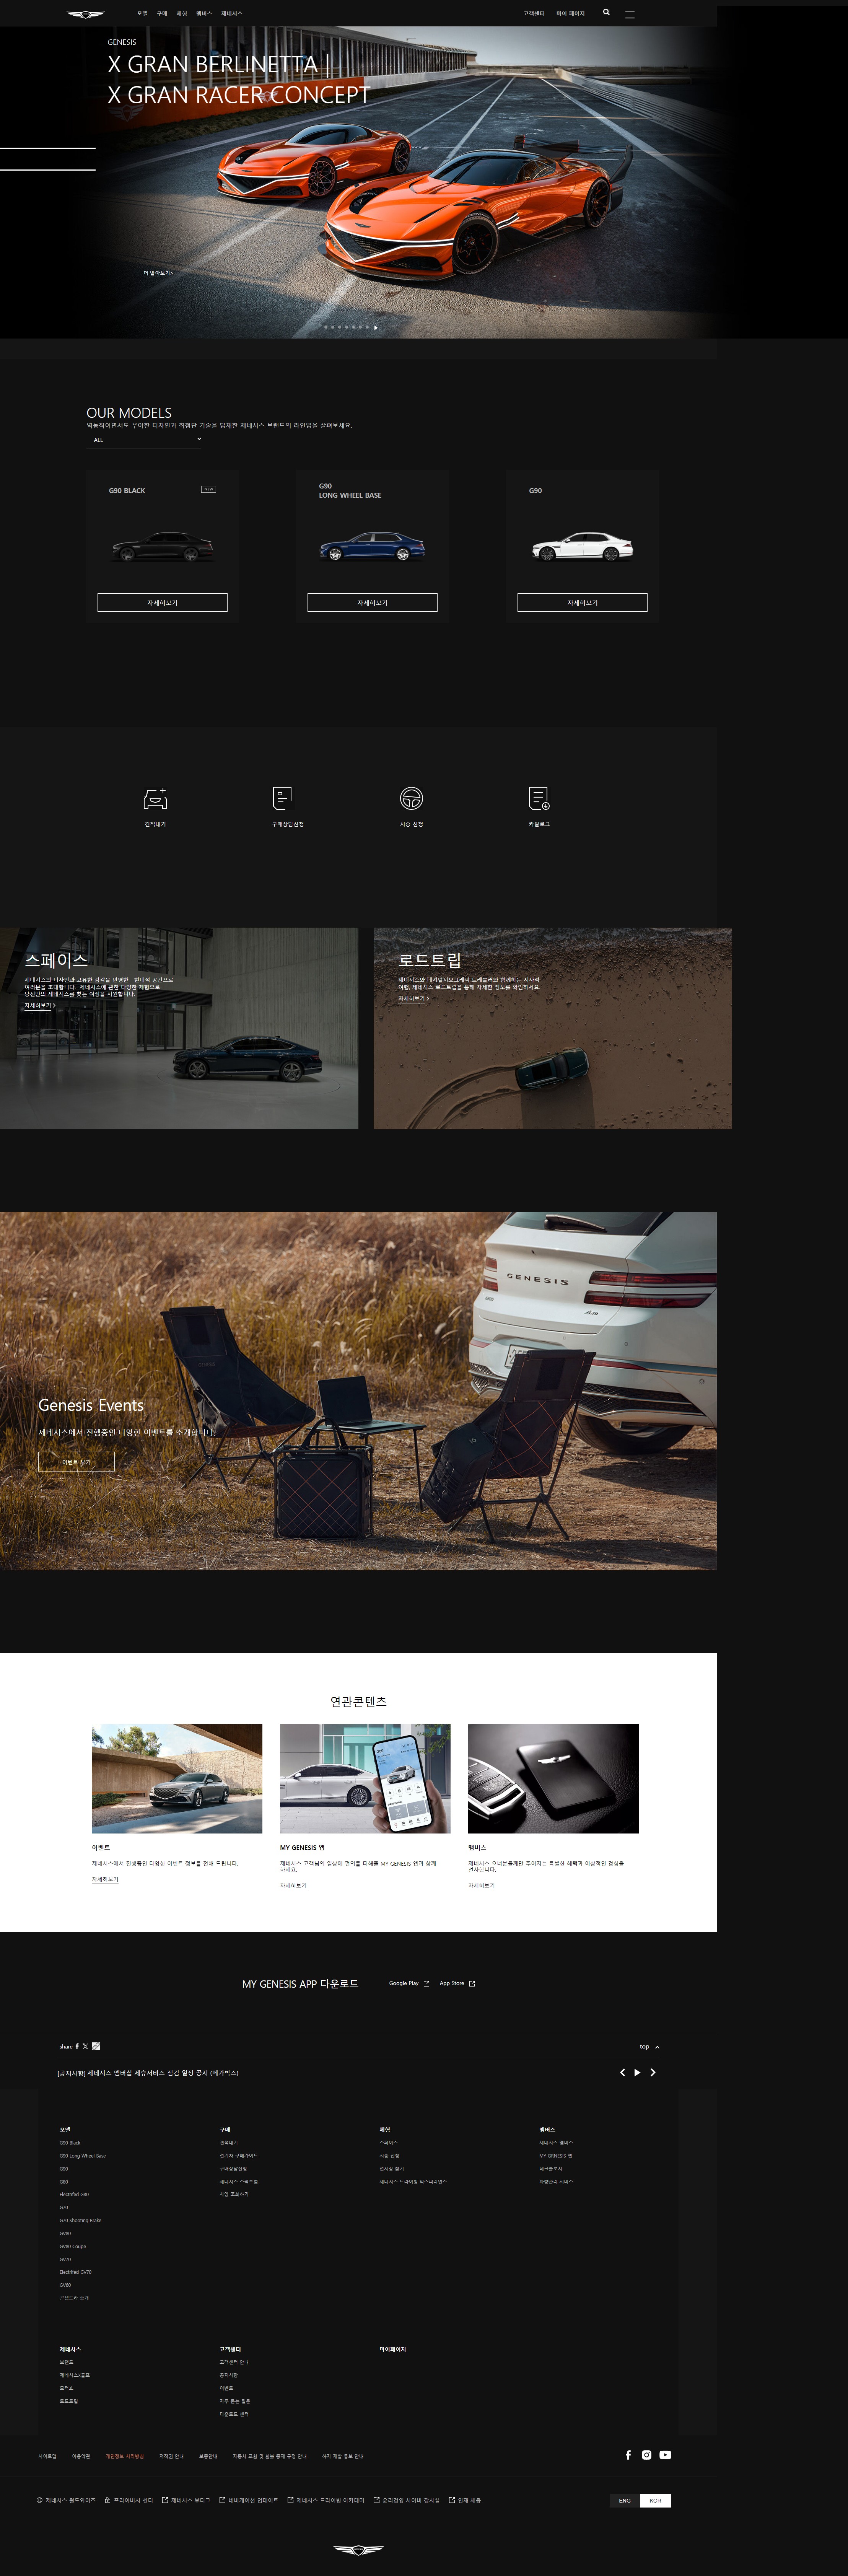 모델 구매 체험 멤버스 제네시스 고객센터 마이 페이지
GENESIS
X GRAN BERLINETTA |
X GRAN RACER CONCEPT
더 알아보기>
OUR MODELS
역동적이면서도 우아한 디자인과 최첨단 기술을 탑재한 제네시스 브랜드의 라인업을 살펴보세요.
ALL
G90 BLACK
NEW
자세히보기
G90
LONG WHEEL BASE
자세히보기
G90
자세히보기
견적내기
구매상담신청
시승 신청
카탈로그
스페이스
제네시스의 디자인과 고유한 감각을 반영한 현대적 공간으로
여러분을 초대합니다. 제네시스에 관한 다양한 체험으로
당신만의 제네시스를 찾는 여정을 지원합니다.
자세히보기 >
로드트립
제네시스와 내셔널지오그래픽 트래블러와 함께하는 서사적
여행, 제네시스 로드트립을 통해 자세한 정보를 확인하세요.
자세히보기 >
GENESIS
Genesis Events
제네시스에서 진행중인 다양한 이벤트를 소개합니다.
이벤트 보기
연관콘텐츠
이벤트
제네시스에서 진행중인 다양한 이벤트 정보를 전해 드립니다.
자세히보기
MY GENESIS 앱
제네시스 고객님의 일상에 편의를 더해줄 MY GENESIS 앱과 함께
하세요.
자세히보기
멤버스
제네시스 오너분들께만 주어지는 특별한 혜택과 이상적인 경험을
선사합니다.
자세히보기
MY GENESIS APP 다운로드
Google Play
App Store
share
top
[공지사항] 제네시스 멤버십 제휴서비스 점검 일정 공지 (메가박스)
모델
G90 Black
G90 Long Wheel Base
G90
G80
Electrified G80
G70
G70 Shooting Brake
GV80
GV80 Coupe
GV70
Electrified GV70
GV60
콘셉트카 소개
구매
견적내기
전기차 구매가이드
구매상담신청
제네시스 스펙트럼
사양 조회하기
체험
스페이스
시승 신청
전시장 찾기
제네시스 드라이빙 익스피리언스
멤버스
제네시스 멤버스
MY GENESIS 앱
테크놀로지
차량관리 서비스
제네시스
브랜드
제네시스X골프
로드트립
고객센터
고객센터 안내
공지사항
이벤트
자주 묻는 질문
다운로드 센터
마이페이지
사이트맵
이용약관
개인정보 처리방침
저작권 안내
보증안내
자동차 교환 및 환불 중재 규정 안내
하자 재발 통보 안내
제네시스 월드와이즈
프라이버시 센터
제네시스 부티크
네비게이션 업데이트
제네시스 드라이빙 아카데미
윤리경영 사이버 감사실
인재 채용
ENG
KOR